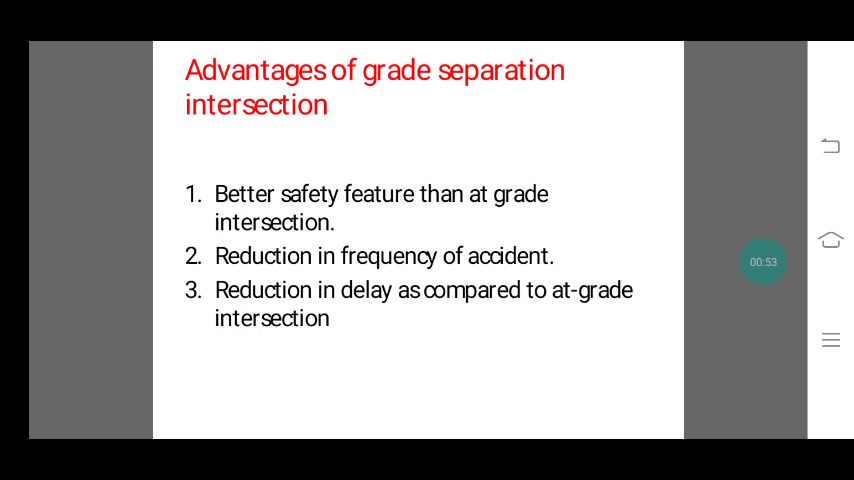 Advantages of grade separation
intersection
1. Better safety feature than at grade
intersection.
2. Reduction in frequency of accident.
3. Reduction in delay as compared to at-grade
intersection
00:53